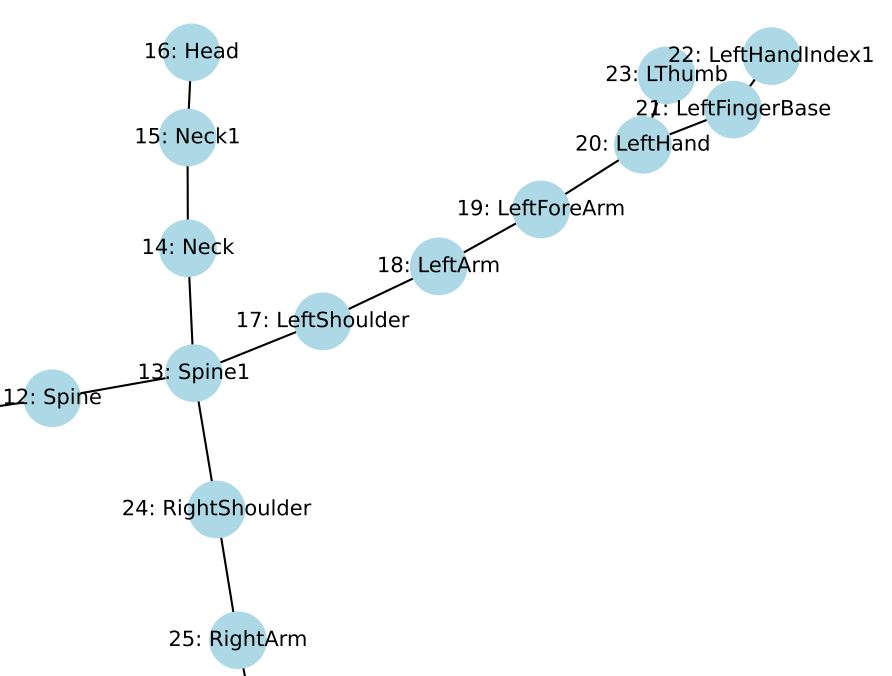 16: Head
22: LeftHandIndex1
23: LThumb
21: LeftFingerBase
15: Neck1
20: LeftHand
19: LeftForeArm
14: Neck
18: LeftArm
17: LeftShoulder
13: Spine1
12: Spine
24: RightShoulder
25: RightArm